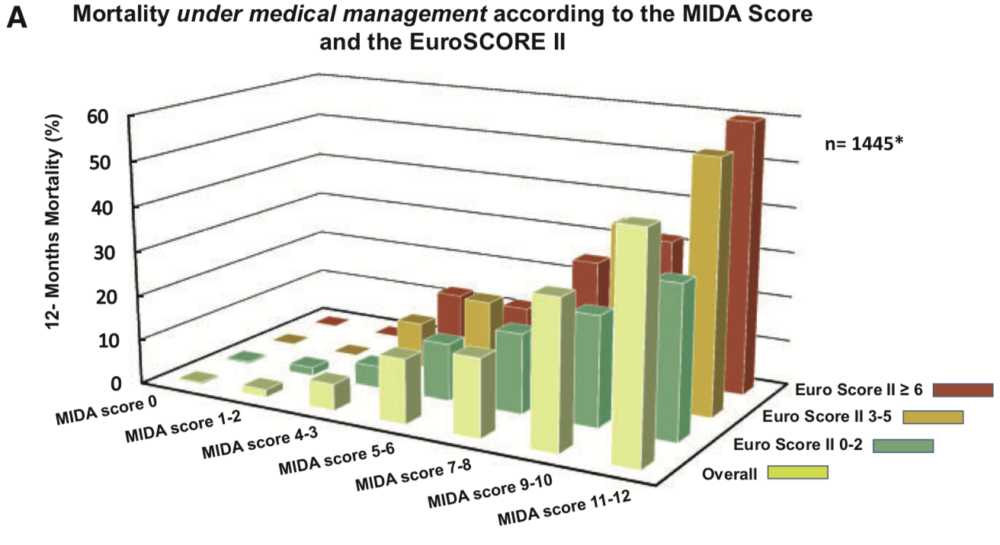 A
Mortality under medical management according to the MIDA Score
and the EuroSCORE II
12- Months Mortality (%)
60
50
40
30
20
10
0
n= 1445*
MIDA score 0
MIDA score 1-2
MIDA score 4-3
MIDA score 5-6
MIDA score 7-8
MIDA score 9-10
MIDA score 11-12
Euro Score II ≥ 6
Euro Score II 3-5
Euro Score II 0-2
Overall